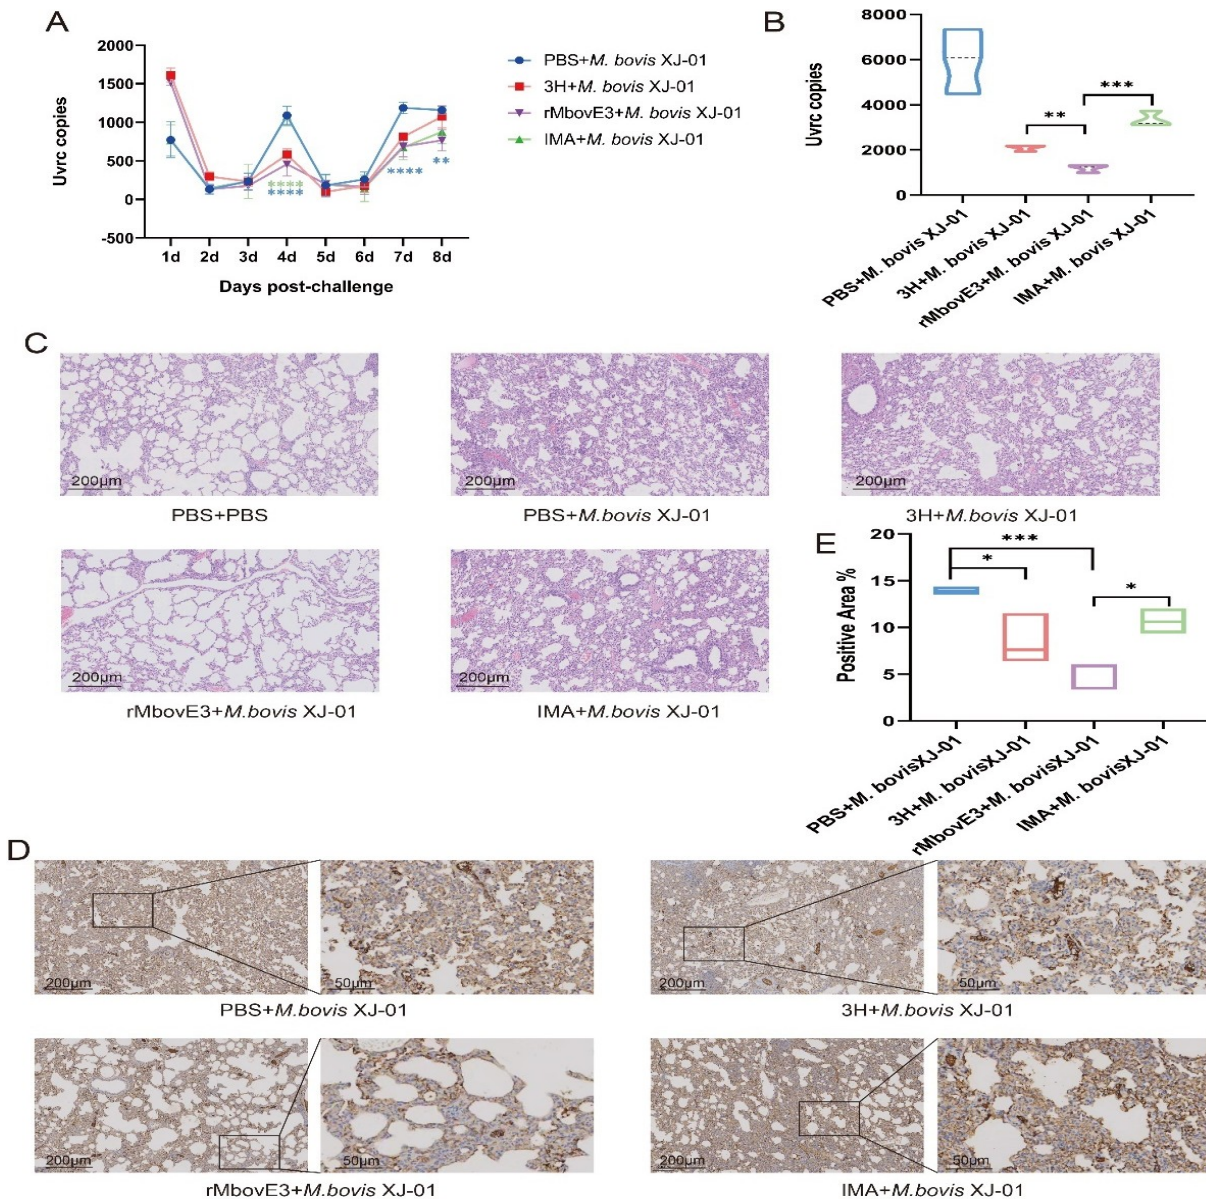 A
2000
1500
1000
500
0
-500
Uvrc copies
****
****
****
**
1d 2d 3d 4d 5d 6d 7d 8d
Days post-challenge
PBS+M. bovis XJ-01
3H+M. bovis XJ-01
rMbovE3+M. bovis XJ-01
IMA+M. bovis XJ-01
B
8000
6000
4000
2000
0
Uvrc copies
**
***
PBS+M. bovis XJ-01
3H+M. bovis XJ-01
rMbovE3+M. bovis XJ-01
IMA+M. bovis XJ-01
C
200μm
PBS+PBS
200μm
PBS+M.bovis XJ-01
200μm
3H+M.bovis XJ-01
200μm
rMbovE3+M.bovis XJ-01
200μm
IMA+M.bovis XJ-01
E
20
15
10
5
0
Positive Area %
***
*
*
PBS+M. bovisXJ-01
3H+M. bovisXJ-01
rMbovE3+M. bovisXJ-01
IMA+M. bovisXJ-01
D
200μm
50μm
PBS+M.bovis XJ-01
200μm
50μm
3H+M.bovis XJ-01
200μm
50μm
rMbovE3+M.bovis XJ-01
200μm
50μm
IMA+M.bovis XJ-01